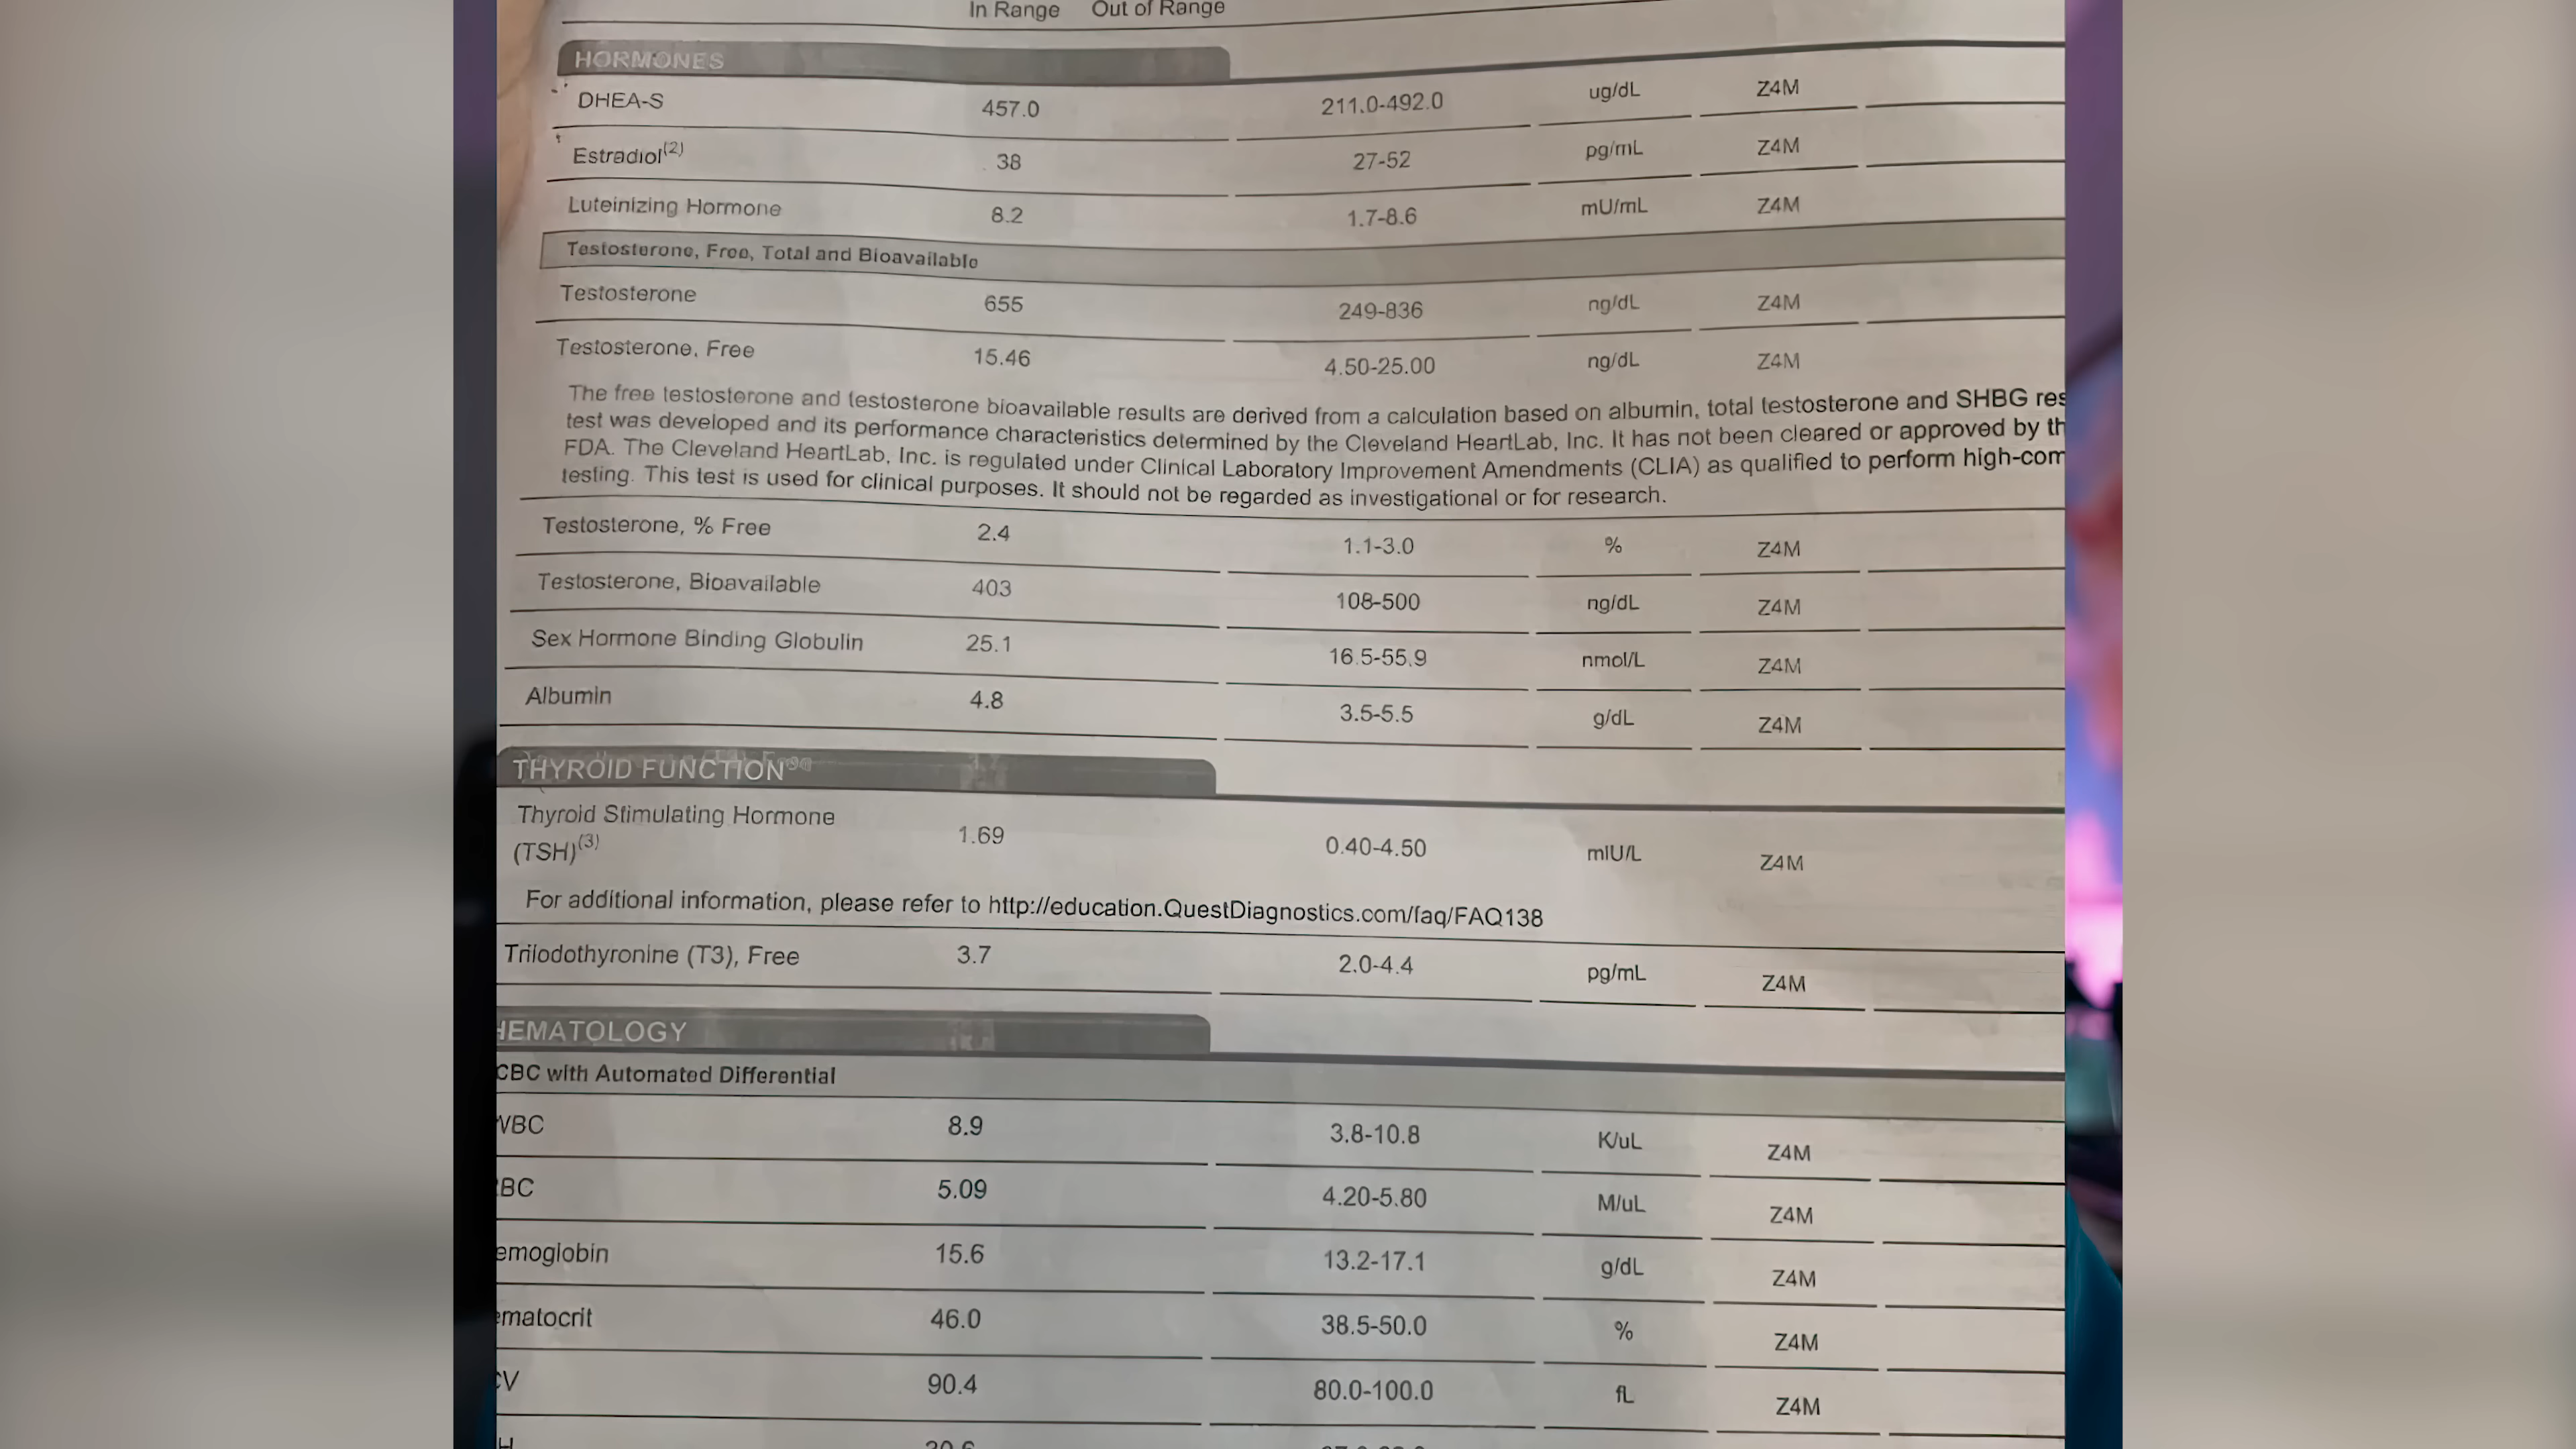 In Range Out of Range
HORMONES
DHEA-S 457.0 211.0-492.0 ug/dL Z4M
Estradiol(2) 38 27-52 pg/mL Z4M
Luteinizing Hormone 8.2 1.7-8.6 mU/mL Z4M
Testosterone, Free, Total and Bioavailable
Testosterone 655 249-836 ng/dL Z4M
Testosterone, Free 15.46 4.50-25.00 ng/dL Z4M
The free testosterone and testosterone bioavailable results are derived from a calculation based on albumin, total testosterone and SHBG res
test was developed and its performance characteristics determined by the Cleveland HeartLab, Inc. It has not been cleared or approved by th
FDA. The Cleveland HeartLab, Inc. is regulated under Clinical Laboratory Improvement Amendments (CLIA) as qualified to perform high-com
testing. This test is used for clinical purposes. It should not be regarded as investigational or for research.
Testosterone, % Free 2.4 1.1-3.0 % Z4M
Testosterone, Bioavailable 403 108-500 ng/dL Z4M
Sex Hormone Binding Globulin 25.1 16.5-55.9 nmol/L Z4M
Albumin 4.8 3.5-5.5 g/dL Z4M
THYROID FUNCTION
Thyroid Stimulating Hormone
(TSH)(3) 1.69 0.40-4.50 mIU/L Z4M
For additional information, please refer to http://education.QuestDiagnostics.com/faq/FAQ138
Triiodothyronine (T3), Free 3.7 2.0-4.4 pg/mL Z4M
HEMATOLOGY
CBC with Automated Differential
WBC 8.9 3.8-10.8 K/uL Z4M
BC 5.09 4.20-5.80 M/uL Z4M
emoglobin 15.6 13.2-17.1 g/dL Z4M
ematocrit 46.0 38.5-50.0 % Z4M
CV 90.4 80.0-100.0 fL Z4M